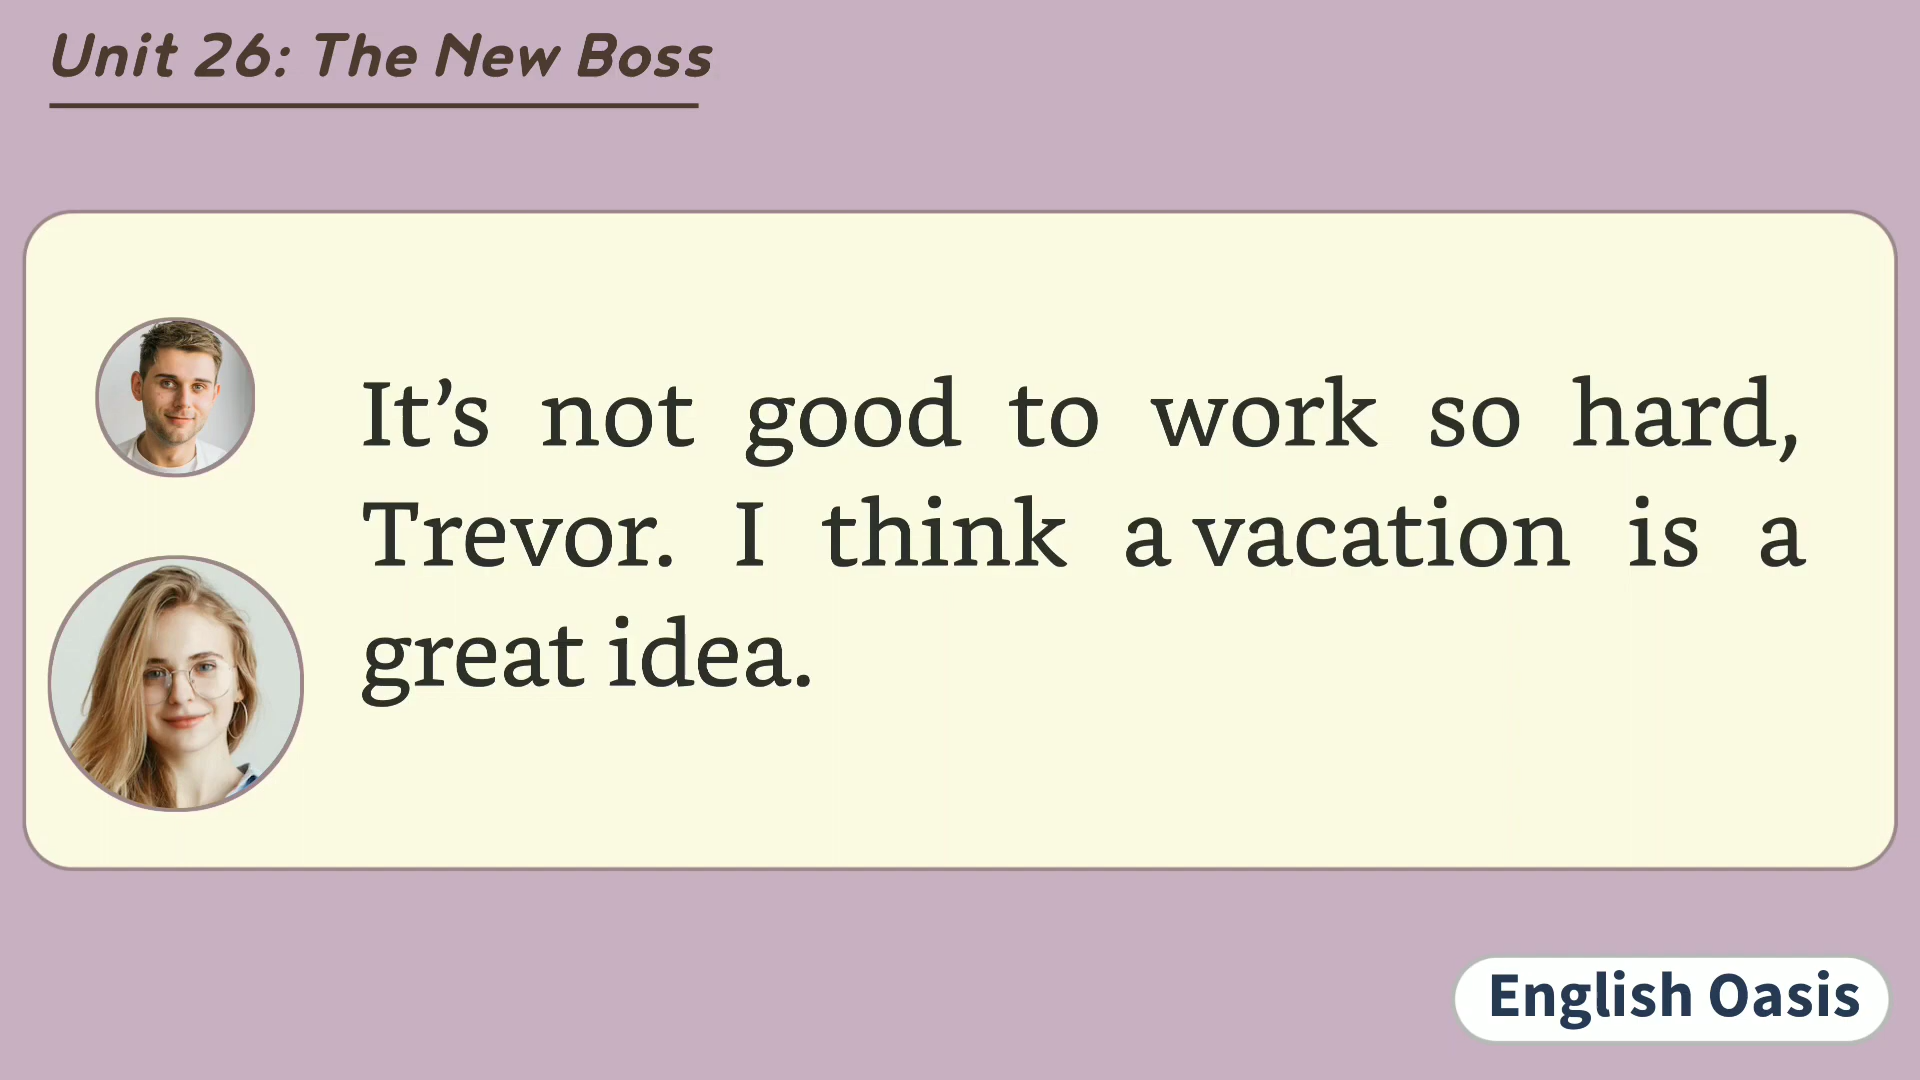 Unit 26: The New Boss
It’s not good to work so hard,
Trevor. I think a vacation is a
great idea.
English Oasis